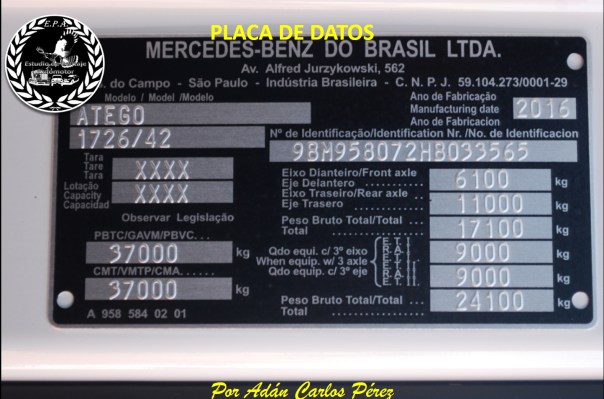 PLACA DE DATOS
E.P.A.
MERCEDES-BENZ DO BRASIL LTDA.
Av. Alfred Jurzykowski, 562
. do Campo - São Paulo - Indústria Brasileira - C. N. P. J. 59.104.273/0001-29
Modelo / Model /Modelo
ATEGO
1726/42
Ano de Fabricação
Manufacturing date
Ano de Fabricacion
2016
Nº de Identificação/Identification Nr. /No. de Identificacion
9BM958072HB033565
Tara
Tare
Tara
XXXX
Lotação
Capacity
Capacidad
XXXX
Observar Legislação
PBTC/GAVM/PBVC. . .
37000 kg
CMT/VMTP/CMA. . . . . .
37000 kg
A 958 584 02 01
Eixo Dianteiro/Front axle
Eje Delantero
6100 kg
Eixo Traseiro/Rear axle
Eje Trasero
11000 kg
Peso Bruto Total/Total
Total
17100 kg
Qdo equi. c/ 3º eixo
When equip. w/ 3 axle
Qdo equip. c/ 3º eje
9000 kg
9000 kg
Peso Bruto Total/Total
Total
24100 kg
Por Adán Carlos Pérez